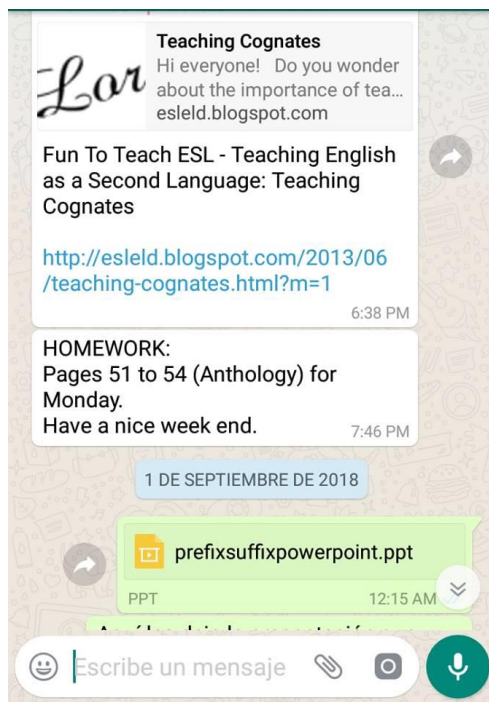 Teaching Cognates
Hi everyone! Do you wonder
about the importance of tea...
esleld.blogspot.com
Fun To Teach ESL - Teaching English
as a Second Language: Teaching
Cognates
http://esleld.blogspot.com/2013/06
/teaching-cognates.html?m=1
6:38 PM
HOMEWORK:
Pages 51 to 54 (Anthology) for
Monday.
Have a nice week end.
7:46 PM
1 DE SEPTIEMBRE DE 2018
prefixsuffixpowerpoint.ppt
PPT
12:15 AM
Escribe un mensaje